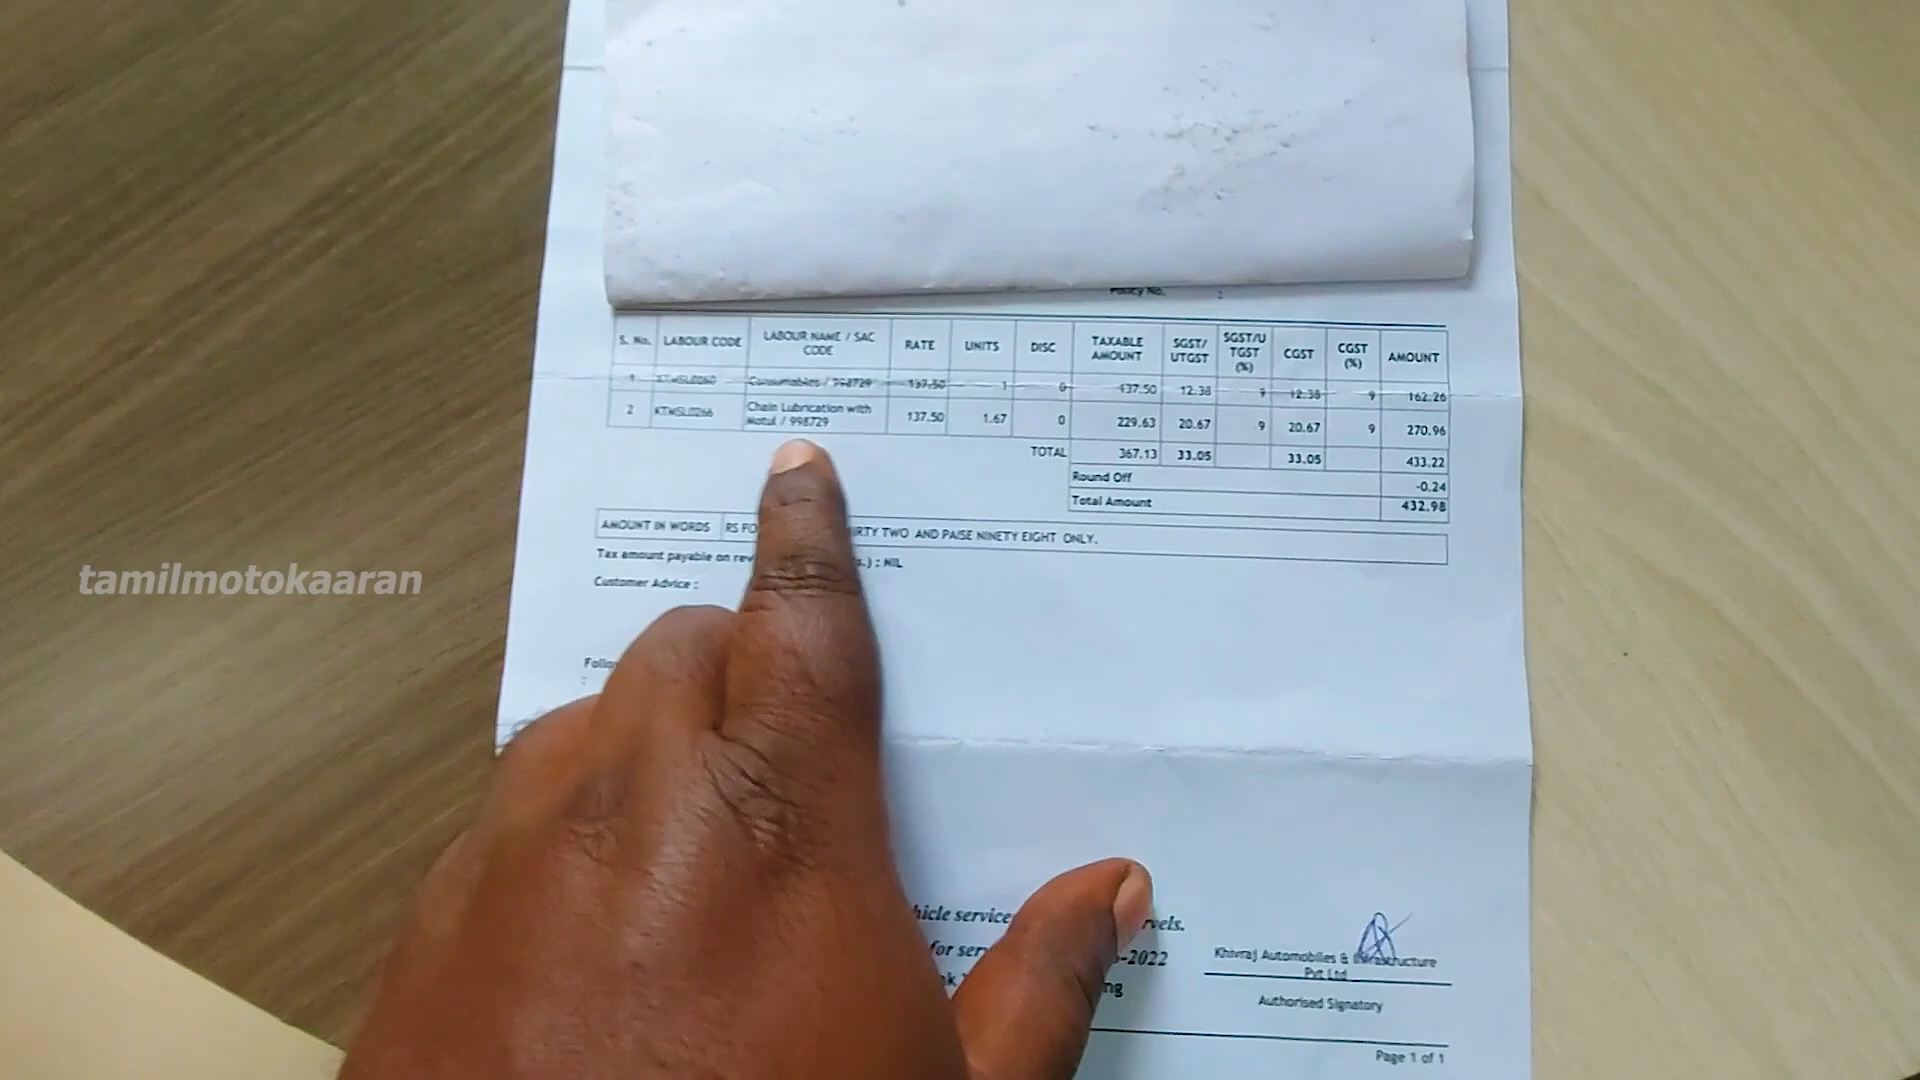 Policy No. :
S. No. LABOUR CODE LABOUR NAME / SAC CODE RATE UNITS DISC TAXABLE AMOUNT SGST/ UTGST SGST/U TGST (%) CGST CGST (%) AMOUNT
1 KTMSL0260 Consumables / 998729 137.50 1 0 137.50 12.38 9 12.38 9 162.26
2 KTMSL0266 Chain Lubrication with Motul / 998729 137.50 1.67 0 229.63 20.67 9 20.67 9 270.96
TOTAL 367.13 33.05 33.05 433.22
Round Off -0.24
Total Amount 432.98
AMOUNT IN WORDS RS FO TWO AND PAISE NINETY EIGHT ONLY.
Tax amount payable on : NIL
tamilmotokaaran
Customer Advice :
service
for
-2022
Khivraj Automobiles & Infrastructure
Pvt Ltd
Authorised Signatory
Page 1 of 1